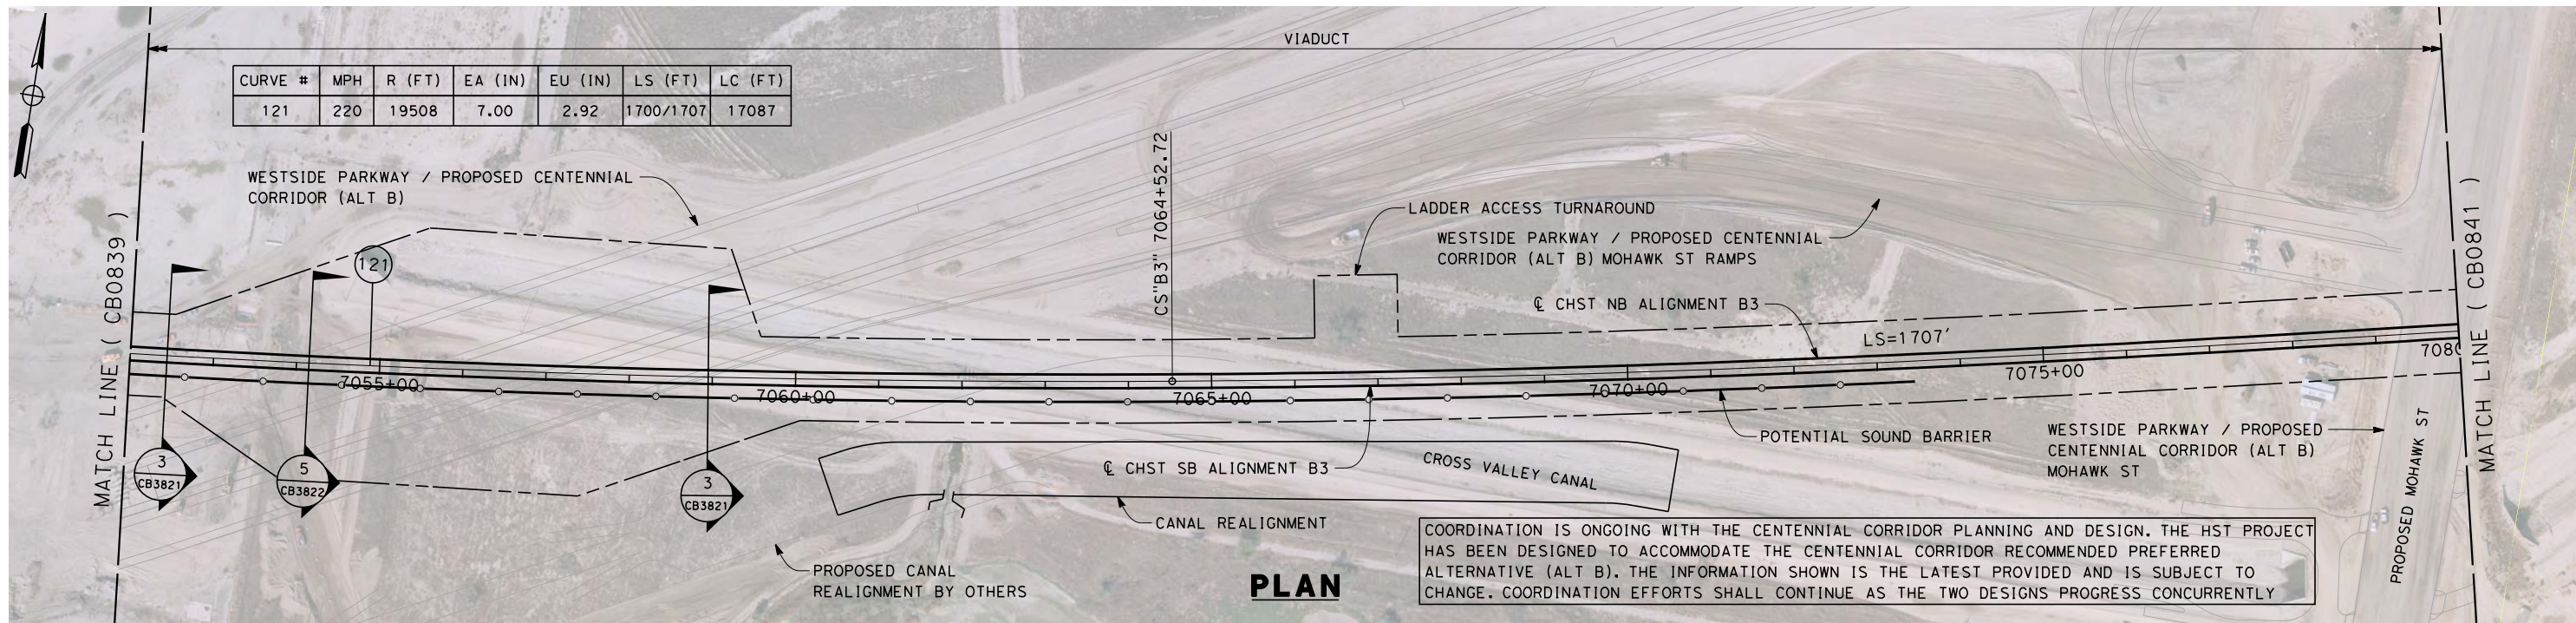 VIADUCT
CURVE # MPH R (FT) EA (IN) EU (IN) LS (FT) LC (FT)
121 220 19508 7.00 2.92 1700/1707 17087
WESTSIDE PARKWAY / PROPOSED CENTENNIAL
CORRIDOR (ALT B)
121
MATCH LINE ( CB0839 )
CS"B3" 7064+52.72
LADDER ACCESS TURNAROUND
WESTSIDE PARKWAY / PROPOSED CENTENNIAL
CORRIDOR (ALT B) MOHAWK ST RAMPS
℄ CHST NB ALIGNMENT B3
LS=1707'
MATCH LINE ( CB0841 )
7055+00
7060+00
7065+00
7070+00
7075+00
708
3
CB3821
5
CB3822
3
CB3821
℄ CHST SB ALIGNMENT B3
CROSS VALLEY CANAL
POTENTIAL SOUND BARRIER
WESTSIDE PARKWAY / PROPOSED
CENTENNIAL CORRIDOR (ALT B)
MOHAWK ST
PROPOSED MOHAWK ST
CANAL REALIGNMENT
PROPOSED CANAL
REALIGNMENT BY OTHERS
PLAN
COORDINATION IS ONGOING WITH THE CENTENNIAL CORRIDOR PLANNING AND DESIGN. THE HST PROJECT
HAS BEEN DESIGNED TO ACCOMMODATE THE CENTENNIAL CORRIDOR RECOMMENDED PREFERRED
ALTERNATIVE (ALT B). THE INFORMATION SHOWN IS THE LATEST PROVIDED AND IS SUBJECT TO
CHANGE. COORDINATION EFFORTS SHALL CONTINUE AS THE TWO DESIGNS PROGRESS CONCURRENTLY